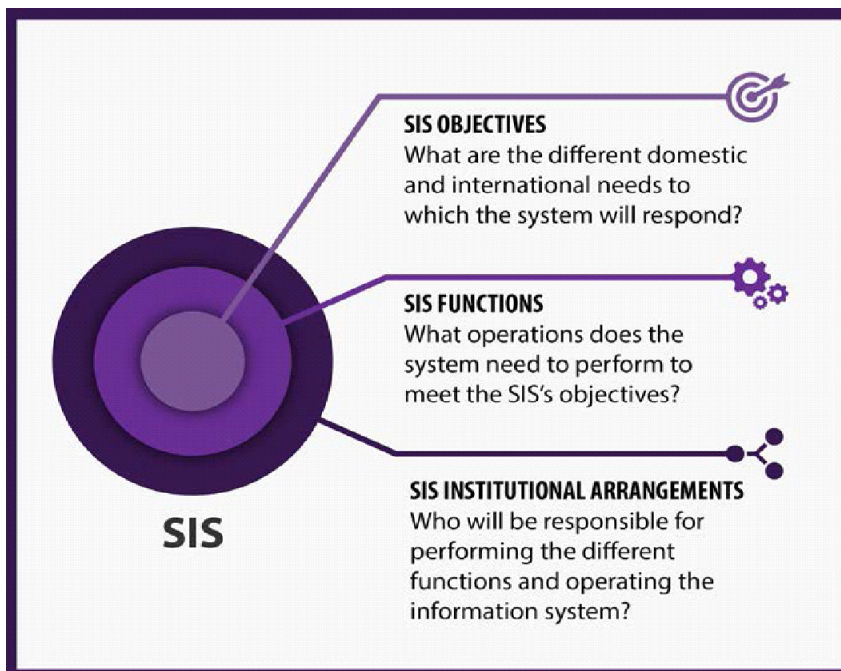 SIS OBJECTIVES
What are the different domestic
and international needs to
which the system will respond?
SIS FUNCTIONS
What operations does the
system need to perform to
meet the SIS's objectives?
SIS INSTITUTIONAL ARRANGEMENTS
Who will be responsible for
performing the different
functions and operating the
information system?
SIS